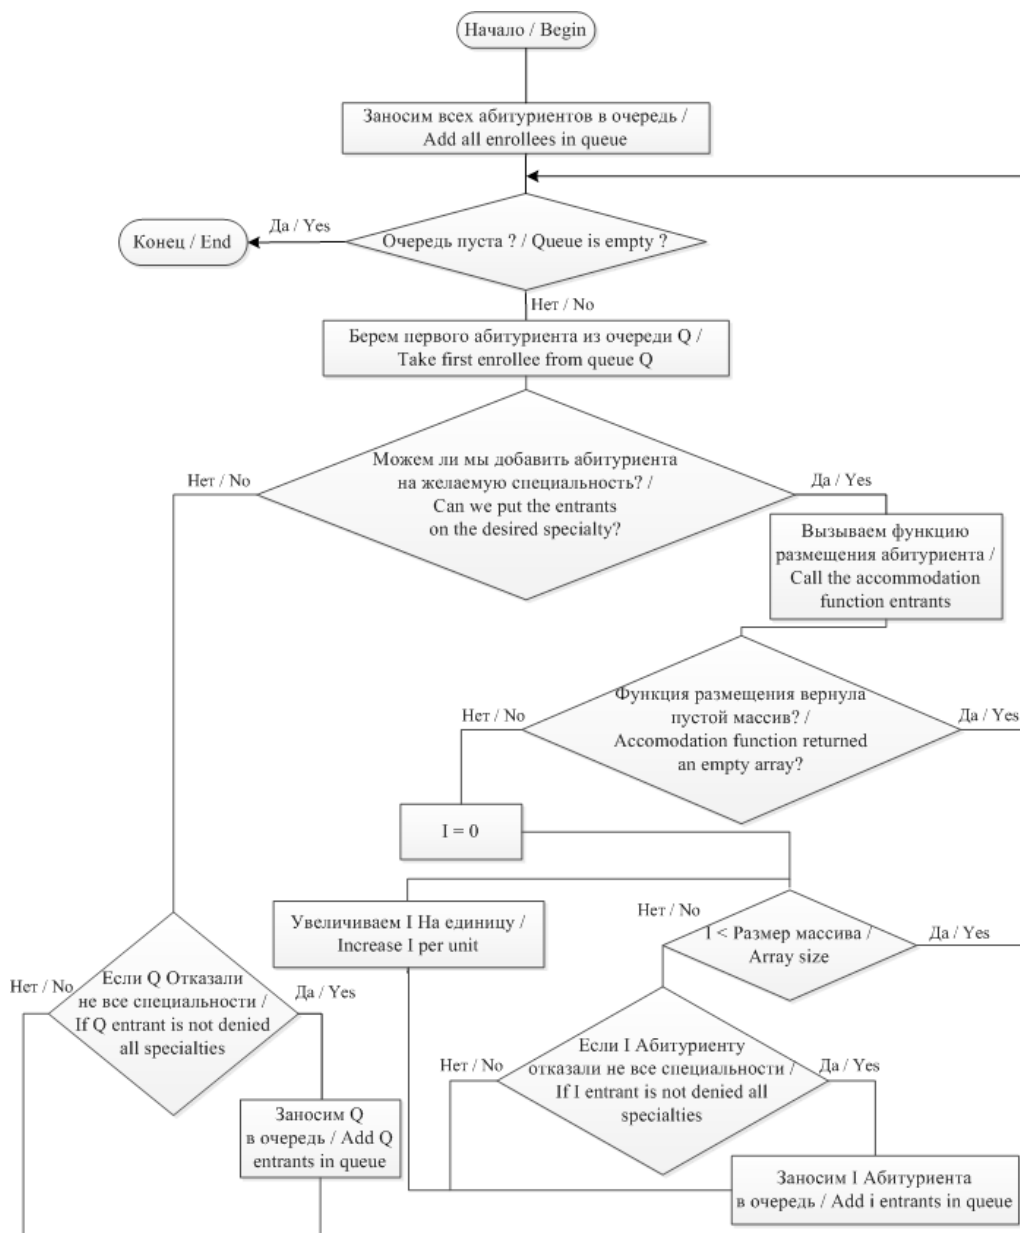 Начало / Begin
Заносим всех абитуриентов в очередь /
Add all enrollees in queue
Да / Yes
Конец / End
Очередь пуста ? / Queue is empty ?
Нет / No
Берем первого абитуриента из очереди Q /
Take first enrollee from queue Q
Нет / No
Можем ли мы добавить абитуриента
на желаемую специальность? /
Can we put the entrants
on the desired specialty?
Да / Yes
Вызываем функцию
размещения абитуриента /
Call the accommodation
function entrants
Нет / No
Функция размещения вернула
пустой массив? /
Accomodation function returned
an empty array?
Да / Yes
I = 0
Увеличиваем I На единицу /
Increase I per unit
Нет / No
I < Размер массива /
Array size
Да / Yes
Нет / No
Если Q Отказали
не все специальности /
If Q entrant is not denied
all specialties
Да / Yes
Нет / No
Если I Абитуриенту
отказали не все специальности /
If I entrant is not denied all
specialties
Да / Yes
Заносим Q
в очередь / Add Q
entrants in queue
Заносим I Абитуриента
в очередь / Add i entrants in queue